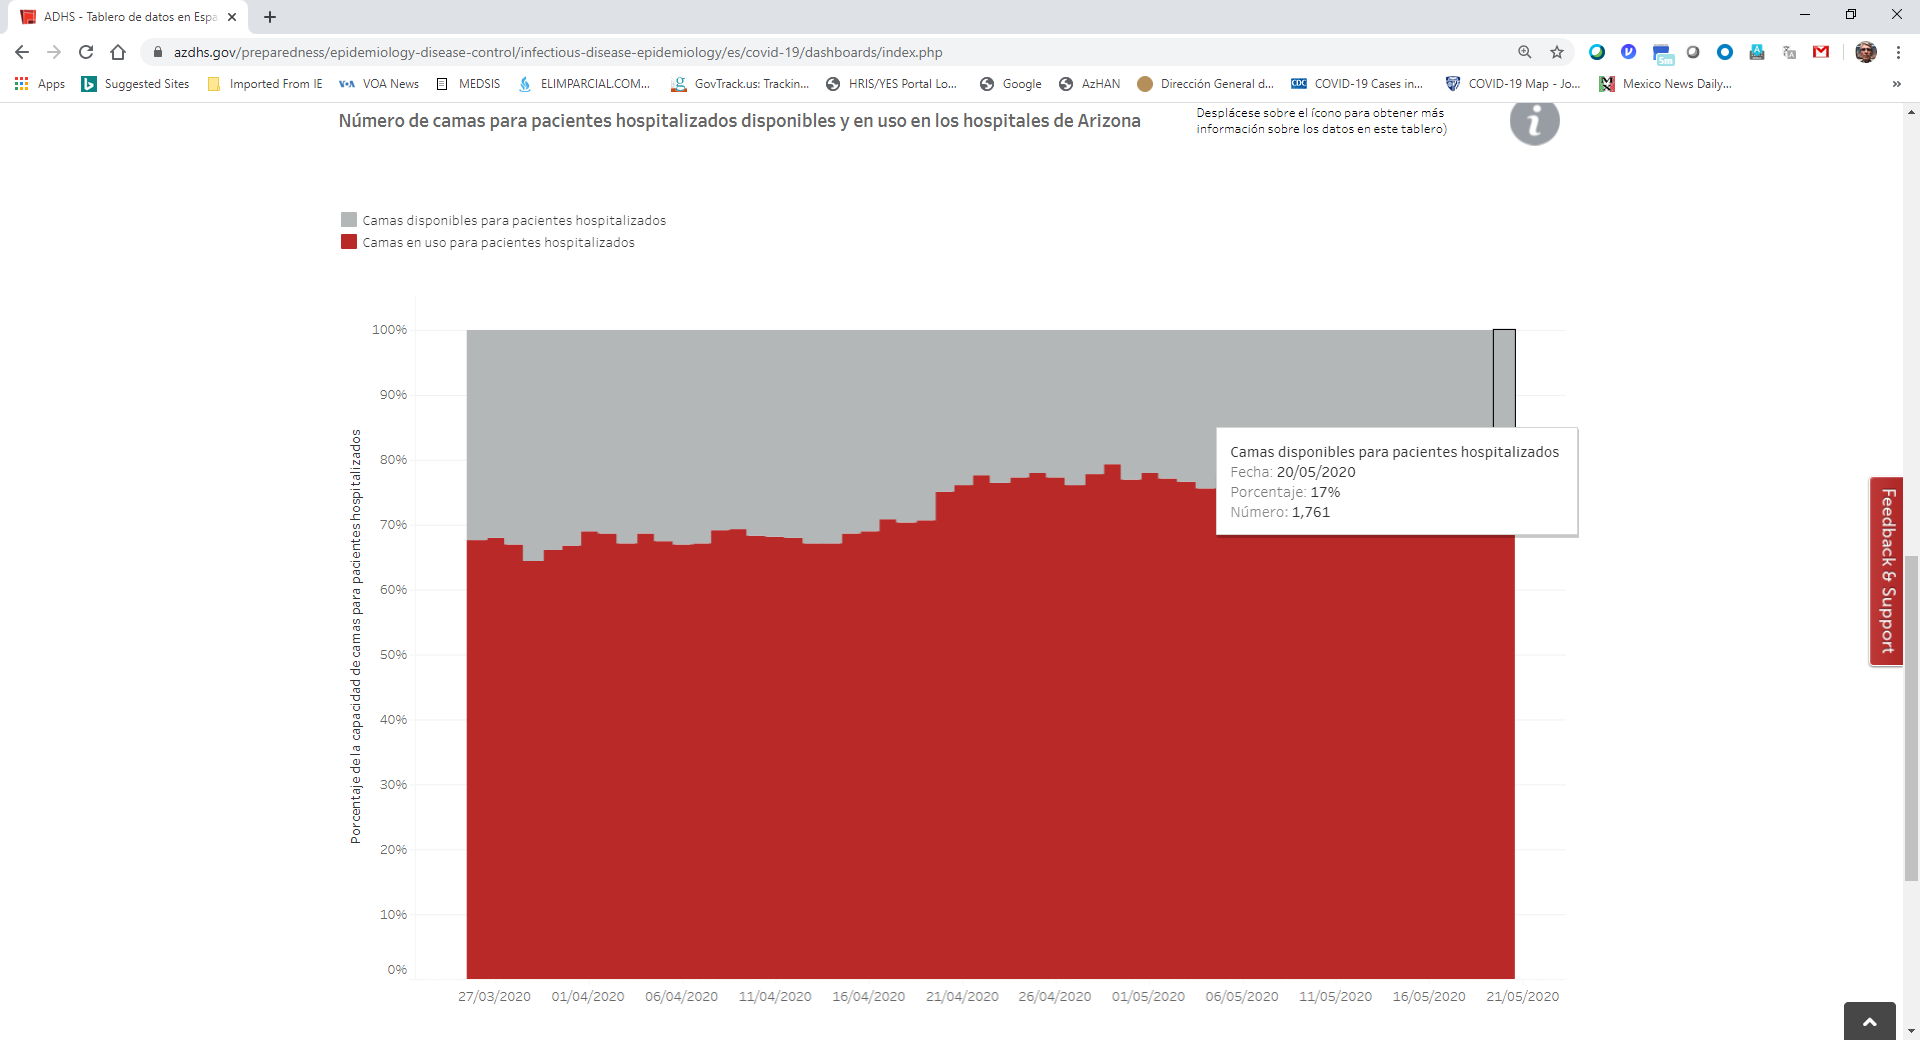 ADHS - Tablero de datos en Espa
azdhs.gov/preparedness/epidemiology-disease-control/infectious-disease-epidemiology/es/covid-19/dashboards/index.php
5m
Apps
Suggested Sites
Imported From IE
VOA VOA News
MEDSIS
ELIMPARCIAL.COM...
GovTrack.us: Trackin...
HRIS/YES Portal Lo...
Google
AzHAN
Dirección General d...
CDC COVID-19 Cases in...
COVID-19 Map - Jo...
Mexico News Daily...
»
Número de camas para pacientes hospitalizados disponibles y en uso en los hospitales de Arizona
Desplácese sobre el ícono para obtener más
información sobre los datos en este tablero)
i
Camas disponibles para pacientes hospitalizados
Camas en uso para pacientes hospitalizados
Porcentaje de la capacidad de camas para pacientes hospitalizados
100%
90%
80%
70%
60%
50%
40%
30%
20%
10%
0%
Camas disponibles para pacientes hospitalizados
Fecha: 20/05/2020
Porcentaje: 17%
Número: 1,761
27/03/2020
01/04/2020
06/04/2020
11/04/2020
16/04/2020
21/04/2020
26/04/2020
01/05/2020
06/05/2020
11/05/2020
16/05/2020
21/05/2020
Feedback & Support